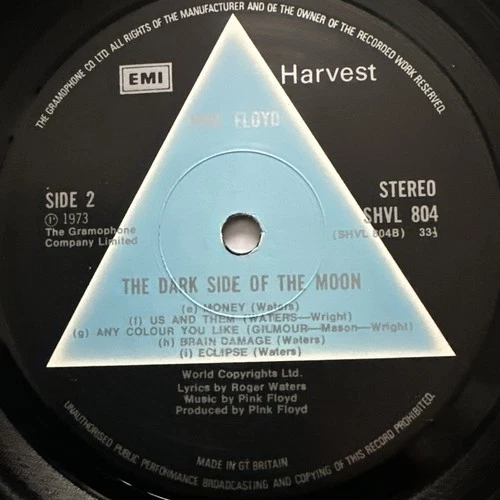 THE GRAMOPHONE CO LTD. ALL RIGHTS OF THE MANUFACTURER AND OF THE OWNER OF THE RECORDED WORK RESERVED.
EMI
Harvest
PINK FLOYD
SIDE 2
Ⓟ 1973
The Gramophone
Company Limited
STEREO
SHVL 804
(SHVL 804B) 33⅓
THE DARK SIDE OF THE MOON
(e) MONEY (Waters)
(f) US AND THEM (WATERS—Wright)
(g) ANY COLOUR YOU LIKE (GILMOUR—Mason—Wright)
(h) BRAIN DAMAGE (Waters)
(i) ECLIPSE (Waters)
World Copyrights Ltd.
Lyrics by Roger Waters
Music by Pink Floyd
Produced by Pink Floyd
UNAUTHORISED PUBLIC PERFORMANCE BROADCASTING AND COPYING OF THIS RECORD PROHIBITED.
MADE IN GT BRITAIN